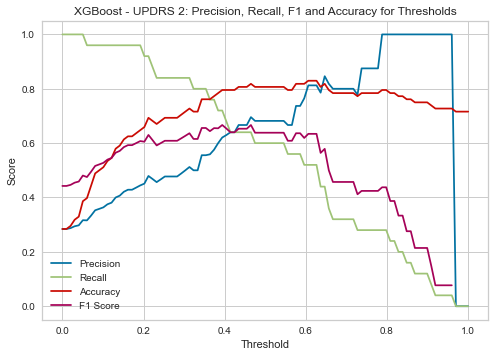 XGBoost - UPDRS 2: Precision, Recall, F1 and Accuracy for Thresholds
1.0
0.8
0.6
0.4
0.2
0.0
Score
Precision
Recall
Accuracy
F1 Score
0.0 0.2 0.4 0.6 0.8 1.0
Threshold